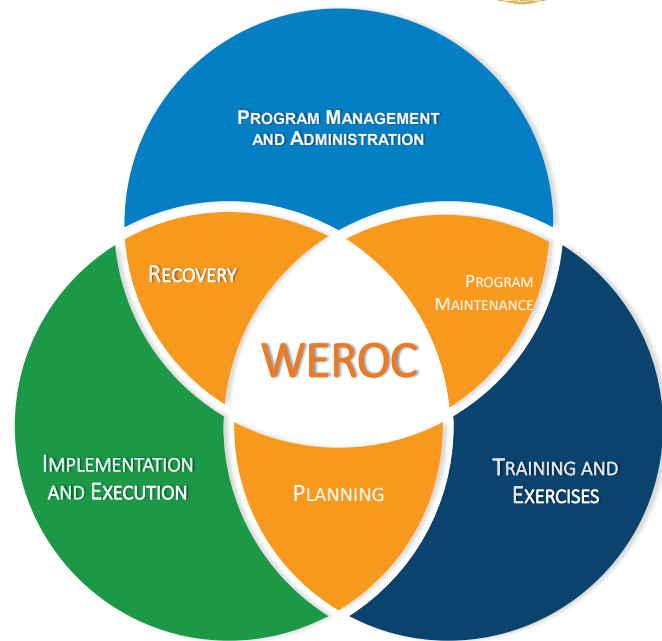 PROGRAM MANAGEMENT
AND ADMINISTRATION
RECOVERY
PROGRAM
MAINTENANCE
WEROC
IMPLEMENTATION
AND EXECUTION
PLANNING
TRAINING AND
EXERCISES